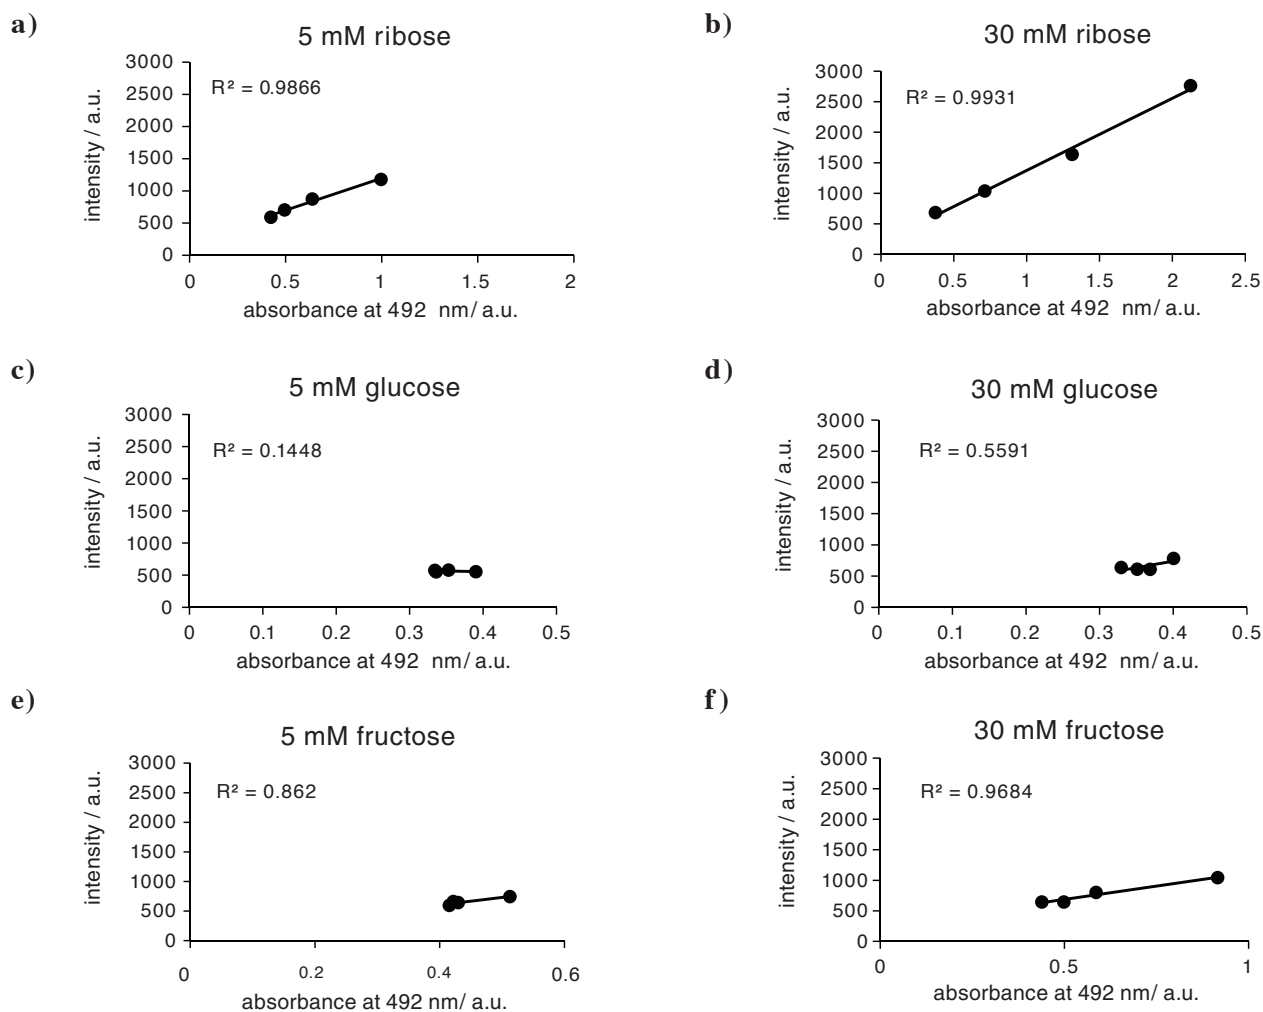 a)
5 mM ribose
R² = 0.9866
intensity / a.u.
3000
2500
2000
1500
1000
500
0
0 0.5 1 1.5 2
absorbance at 492 nm/ a.u.
b)
30 mM ribose
R² = 0.9931
intensity / a.u.
3000
2500
2000
1500
1000
500
0
0 0.5 1 1.5 2 2.5
absorbance at 492 nm/ a.u.
c)
5 mM glucose
R² = 0.1448
intensity / a.u.
3000
2500
2000
1500
1000
500
0
0 0.1 0.2 0.3 0.4 0.5
absorbance at 492 nm/ a.u.
d)
30 mM glucose
R² = 0.5591
intensity / a.u.
3000
2500
2000
1500
1000
500
0
0 0.1 0.2 0.3 0.4 0.5
absorbance at 492 nm/ a.u.
e)
5 mM fructose
R² = 0.862
intensity / a.u.
3000
2500
2000
1500
1000
500
0
0 0.2 0.4 0.6
absorbance at 492 nm/ a.u.
f)
30 mM fructose
R² = 0.9684
intensity / a.u.
3000
2500
2000
1500
1000
500
0
0 0.5 1
absorbance at 492 nm/ a.u.